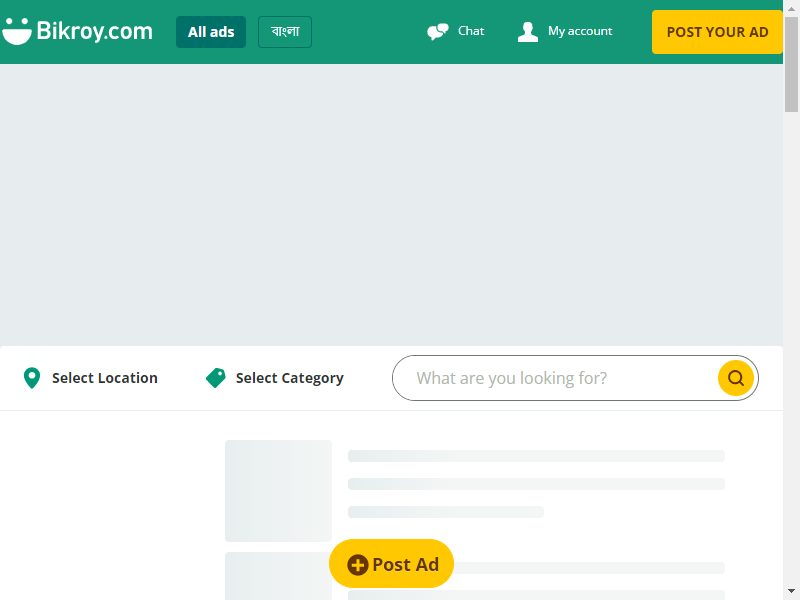 Bikroy.com
All ads
বাংলা
Chat
My account
POST YOUR AD
Select Location
Select Category
What are you looking for?
Post Ad